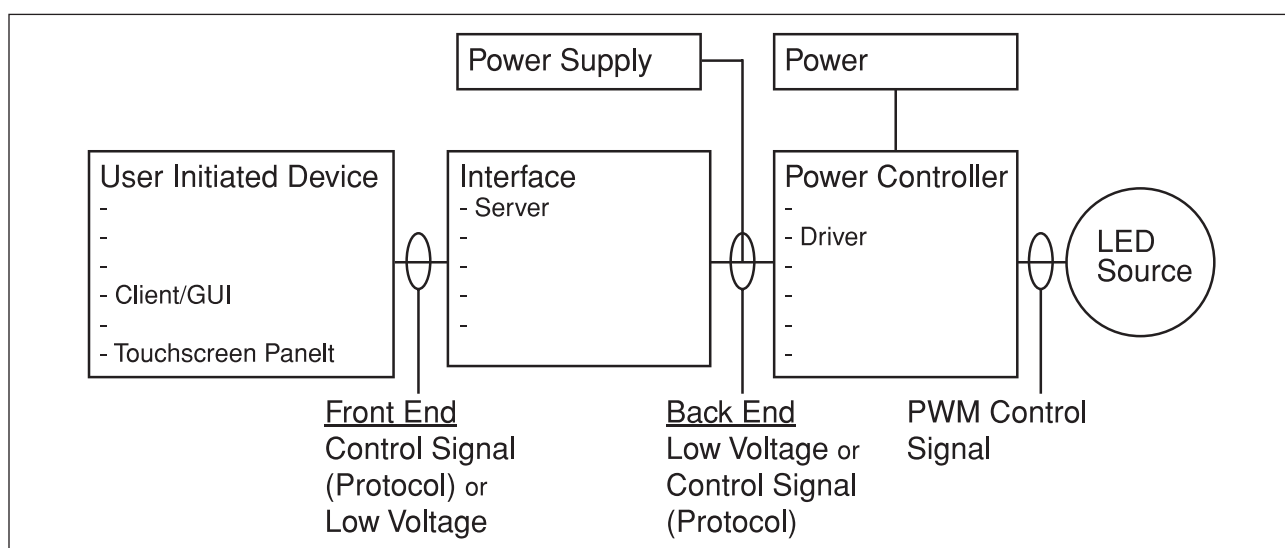 Power Supply
Power
User Initiated Device
-
-
-
- Client/GUI
-
- Touchscreen Panelt
Interface
- Server
-
-
-
-
Power Controller
-
- Driver
-
-
-
-
LED
Source
Front End
Control Signal
(Protocol) or
Low Voltage
Back End
Low Voltage or
Control Signal
(Protocol)
PWM Control
Signal